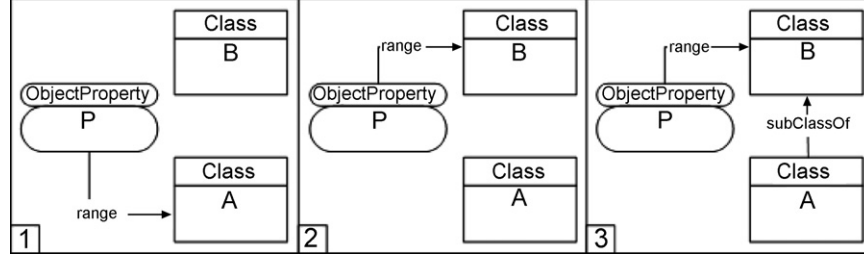 Class
B
ObjectProperty
P
range
Class
A
1
Class
B
range
ObjectProperty
P
Class
A
2
Class
B
range
ObjectProperty
P
subClassOf
Class
A
3